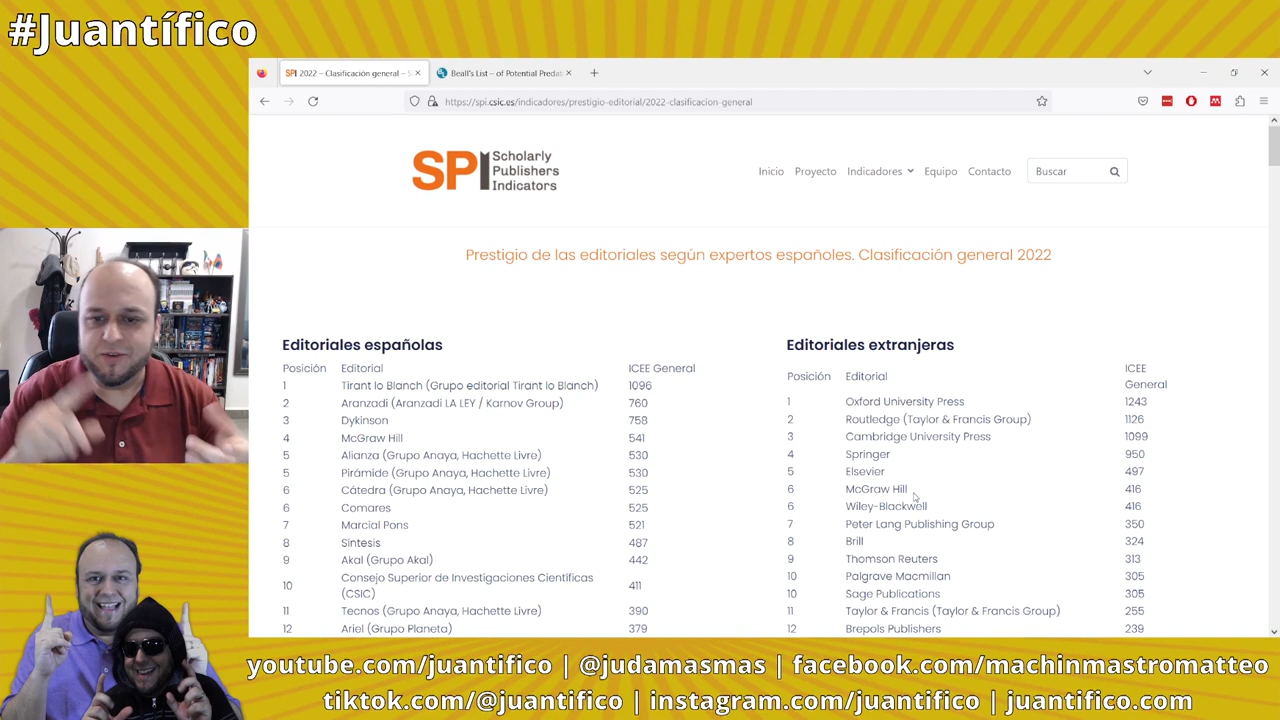 #Juantífico
SPI 2022 – Clasificación general – S
Beall's List – of Potential Predat
https://spi.csic.es/indicadores/prestigio-editorial/2022-clasificacion-general
SPI Scholarly
Publishers
Indicators
Inicio Proyecto Indicadores Equipo Contacto Buscar
Prestigio de las editoriales según expertos españoles. Clasificación general 2022
Editoriales españolas
Posición Editorial ICEE General
1 Tirant lo Blanch (Grupo editorial Tirant lo Blanch) 1096
2 Aranzadi (Aranzadi LA LEY / Karnov Group) 760
3 Dykinson 758
4 McGraw Hill 541
5 Alianza (Grupo Anaya, Hachette Livre) 530
5 Pirámide (Grupo Anaya, Hachette Livre) 530
6 Cátedra (Grupo Anaya, Hachette Livre) 525
6 Comares 525
7 Marcial Pons 521
8 Síntesis 487
9 Akal (Grupo Akal) 442
10 Consejo Superior de Investigaciones Científicas
(CSIC) 411
11 Tecnos (Grupo Anaya, Hachette Livre) 390
12 Ariel (Grupo Planeta) 379
Editoriales extranjeras
Posición Editorial ICEE
General
1 Oxford University Press 1243
2 Routledge (Taylor & Francis Group) 1126
3 Cambridge University Press 1099
4 Springer 950
5 Elsevier 497
6 McGraw Hill 416
6 Wiley-Blackwell 416
7 Peter Lang Publishing Group 350
8 Brill 324
9 Thomson Reuters 313
10 Palgrave Macmillan 305
10 Sage Publications 305
11 Taylor & Francis (Taylor & Francis Group) 255
12 Brepols Publishers 239
youtube.com/juantifico | @judamasmas | facebook.com/machinmastromatteo
tiktok.com/@juantifico | instagram.com/juantifico | juantifico.com